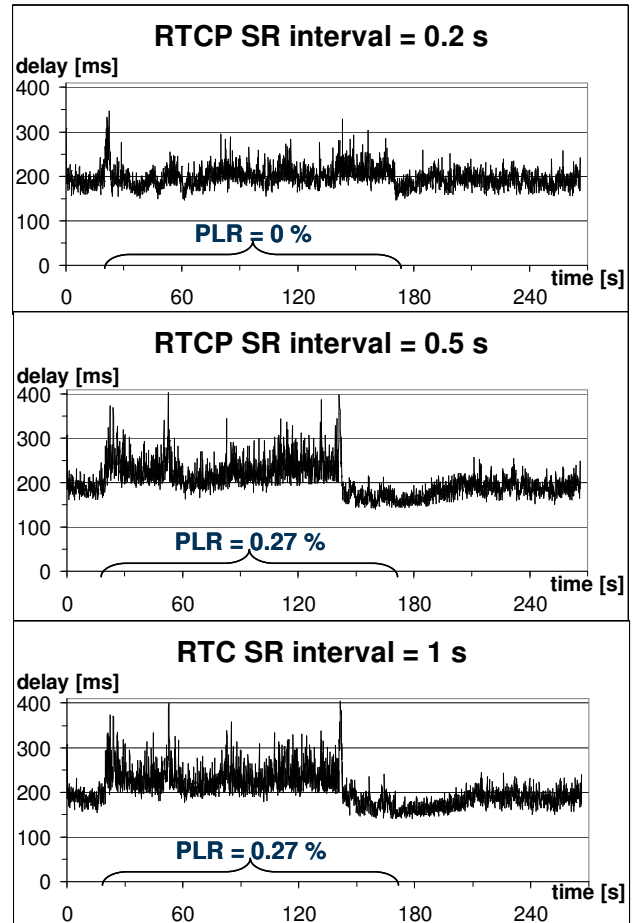 RTCP SR interval = 0.2 s
delay [ms]
400
300
200
100
0
PLR = 0 %
time [s]
0 60 120 180 240
RTCP SR interval = 0.5 s
delay [ms]
400
300
200
100
0
PLR = 0.27 %
time [s]
0 60 120 180 240
RTC SR interval = 1 s
delay [ms]
400
300
200
100
0
PLR = 0.27 %
time [s]
0 60 120 180 240